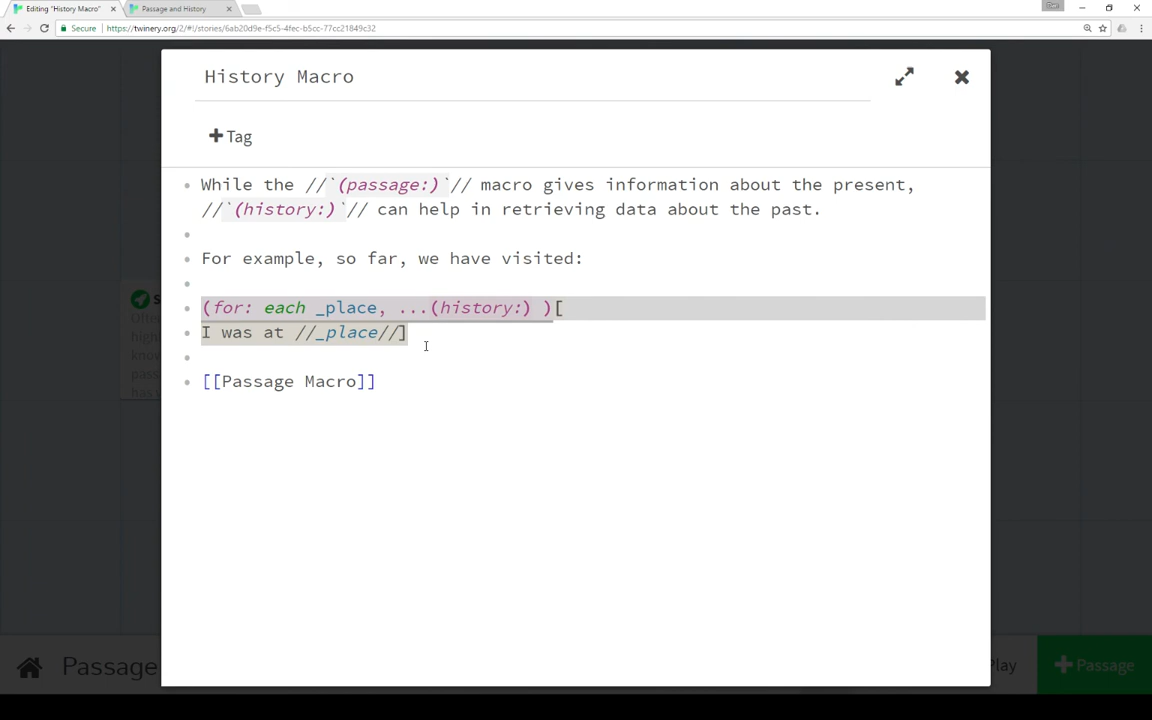 Editing "History Macro"
Passage and History
Secure
https://twinery.org/2/#!/stories/6ab20d9e-f5c5-4fec-b5cc-77cc21849c32
History Macro
+ Tag
While the //`(passage:)`// macro gives information about the present,
//`(history:)`// can help in retrieving data about the past.
For example, so far, we have visited:
(for: each _place, ...(history:) )[
I was at //_place//]
[[Passage Macro]]
Passage
Play
+ Passage